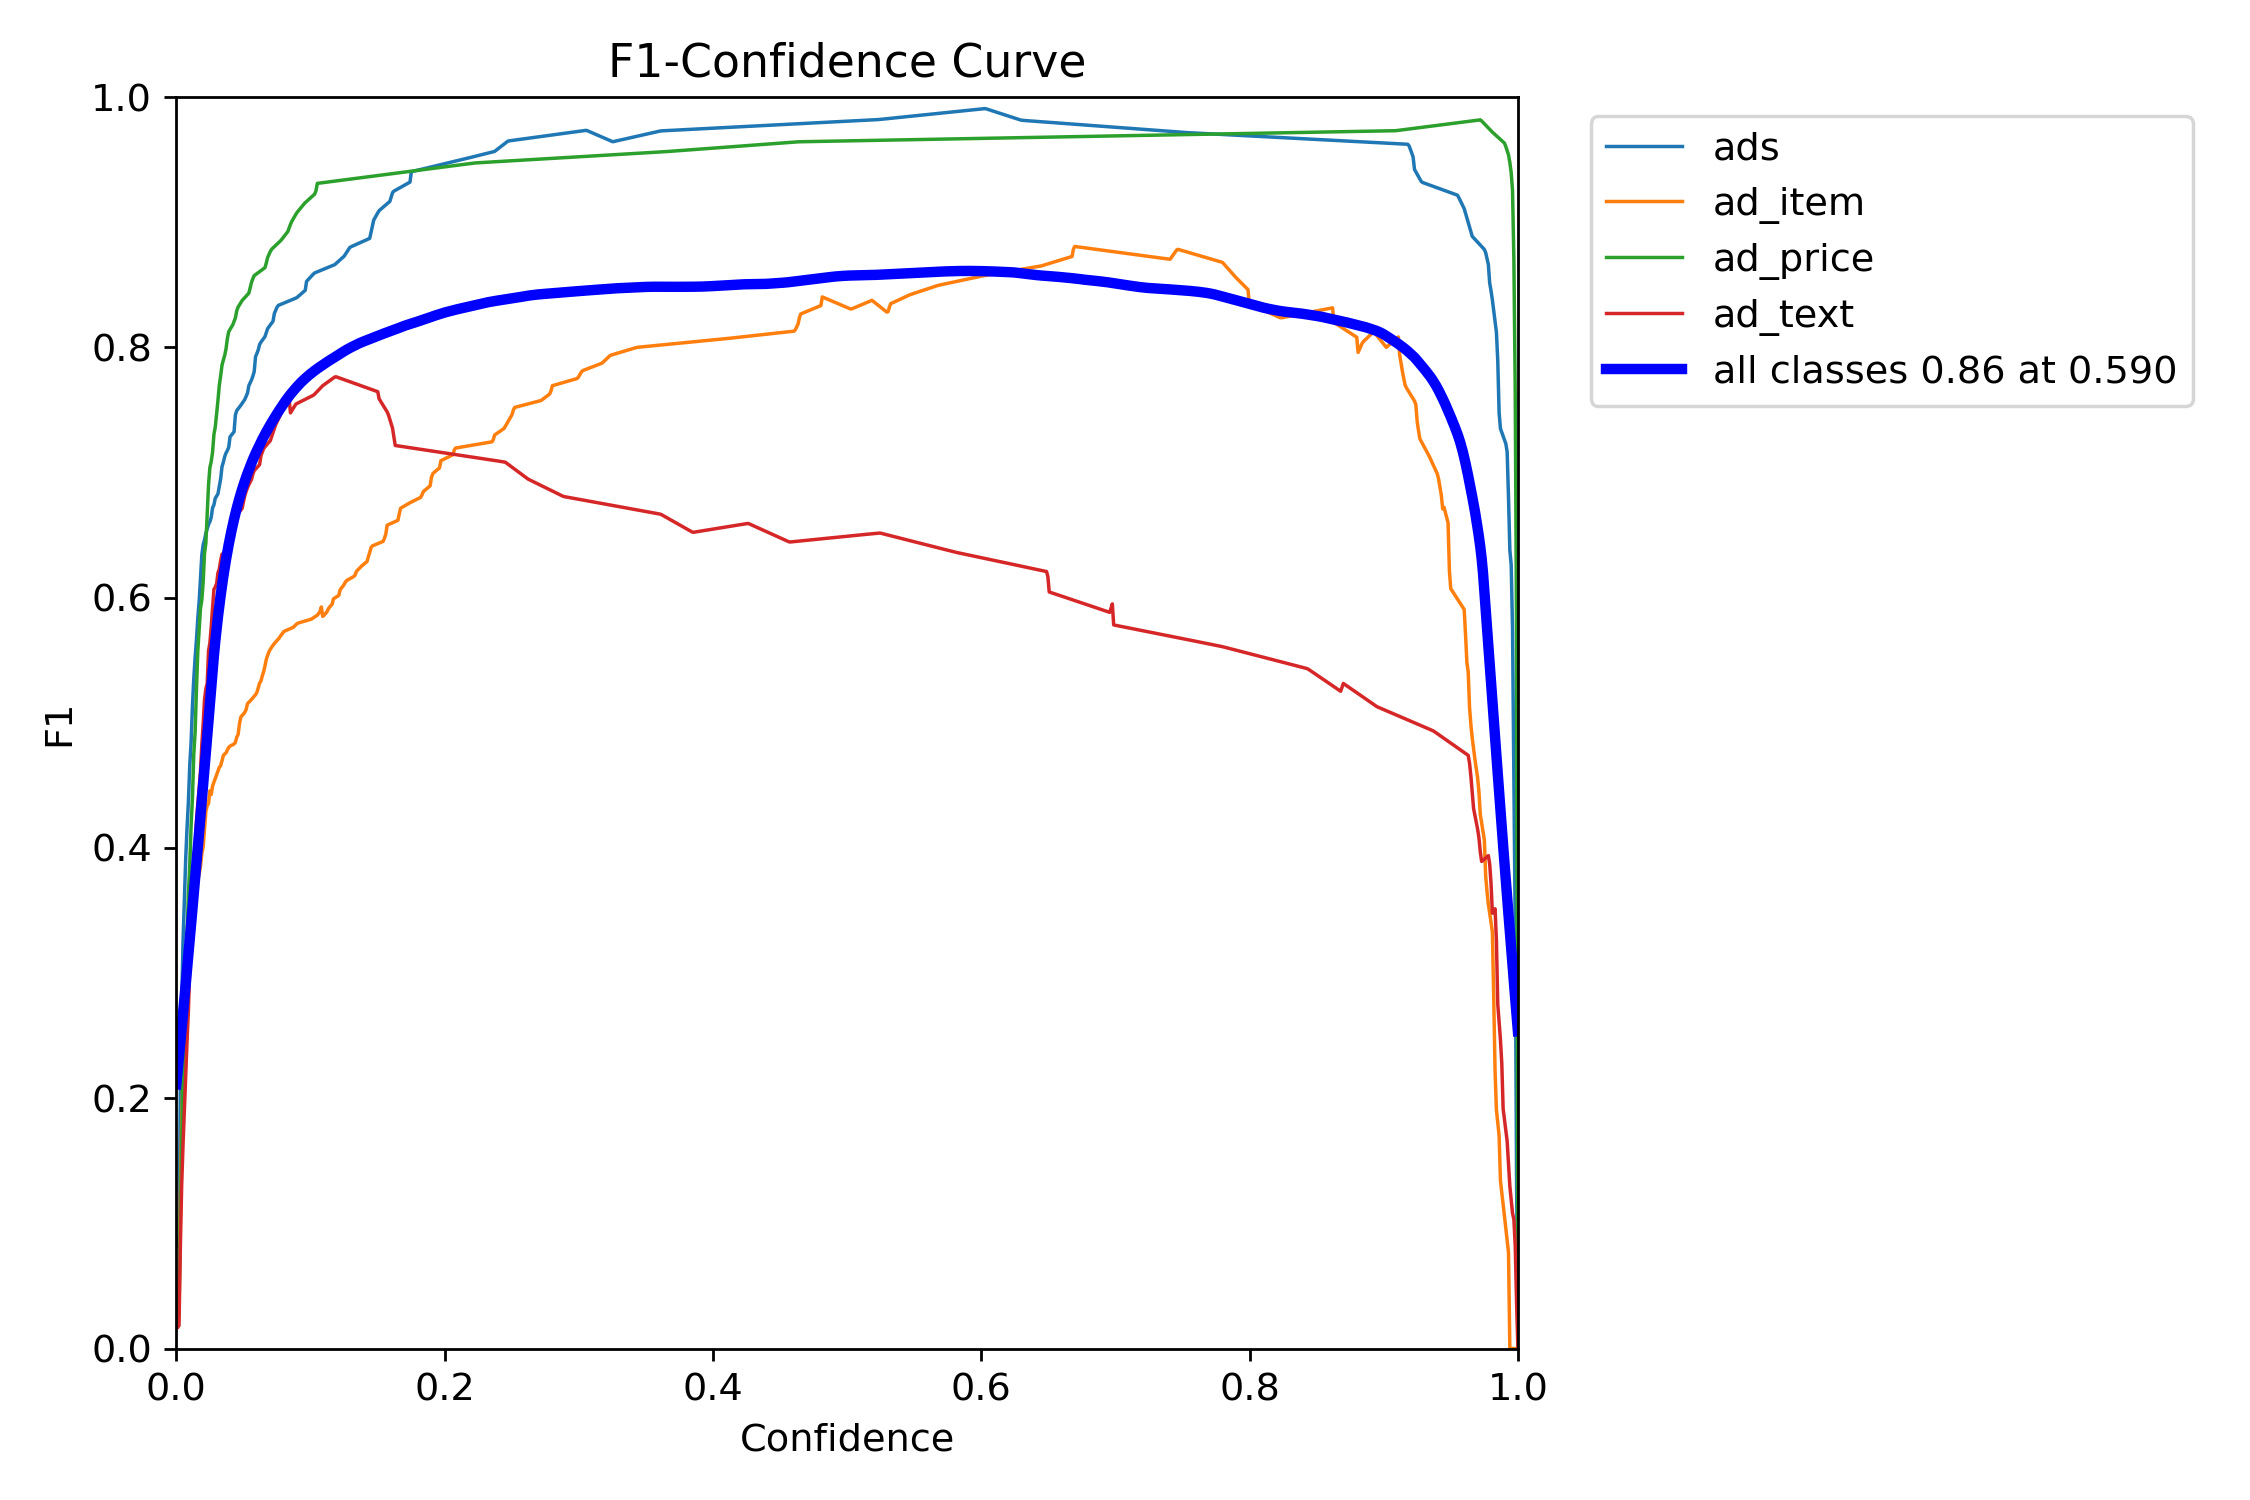 F1-Confidence Curve
1.0
0.8
0.6
0.4
0.2
0.0
F1
0.0 0.2 0.4 0.6 0.8 1.0
Confidence
ads
ad_item
ad_price
ad_text
all classes 0.86 at 0.590